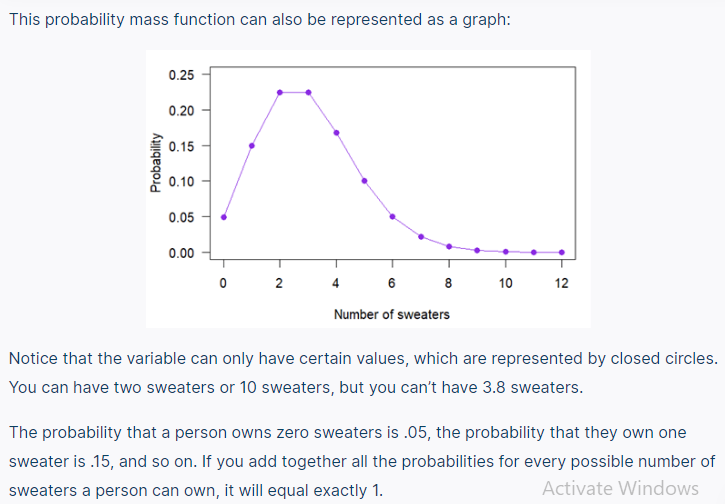 This probability mass function can also be represented as a graph:
0.25
0.20
0.15
0.10
0.05
0.00
Probability
0 2 4 6 8 10 12
Number of sweaters
Notice that the variable can only have certain values, which are represented by closed circles.
You can have two sweaters or 10 sweaters, but you can’t have 3.8 sweaters.
The probability that a person owns zero sweaters is .05, the probability that they own one
sweater is .15, and so on. If you add together all the probabilities for every possible number of
sweaters a person can own, it will equal exactly 1.
Activate Windows